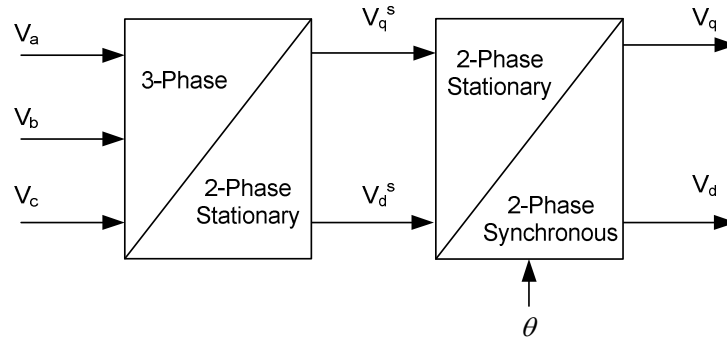 V_a
V_b
V_c
3-Phase
2-Phase
Stationary
V_q^s
V_d^s
2-Phase
Stationary
2-Phase
Synchronous
V_q
V_d
θ